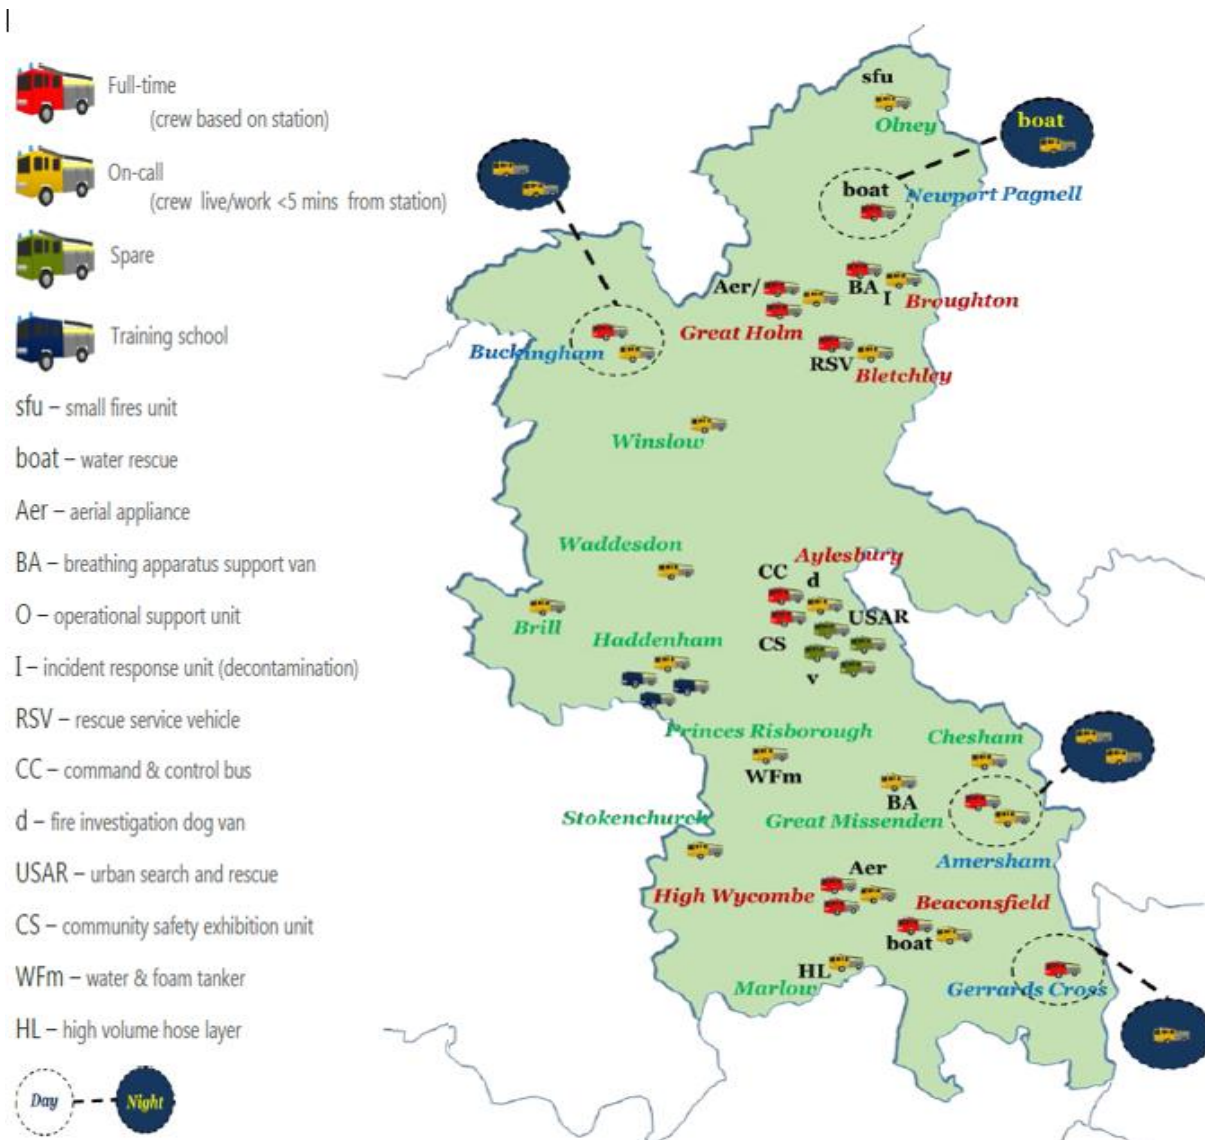 Full-time
(crew based on station)
On-call
(crew live/work <5 mins from station)
Spare
Training school
sfu – small fires unit
boat – water rescue
Aer – aerial appliance
BA – breathing apparatus support van
O – operational support unit
I – incident response unit (decontamination)
RSV – rescue service vehicle
CC – command & control bus
d – fire investigation dog van
USAR – urban search and rescue
CS – community safety exhibition unit
WFm – water & foam tanker
HL – high volume hose layer
Day
Night
sfu
Olney
boat
boat
Newport Pagnell
Aer/
BA
I
Broughton
Great Holm
Buckingham
RSV
Bletchley
Winslow
Waddesdon
Aylesbury
CC
d
Brill
USAR
Haddenham
CS
v
Princes Risborough
Chesham
WFm
BA
Stokenchurch
Great Missenden
Amersham
Aer
High Wycombe
Beaconsfield
boat
HL
Marlow
Gerrards Cross